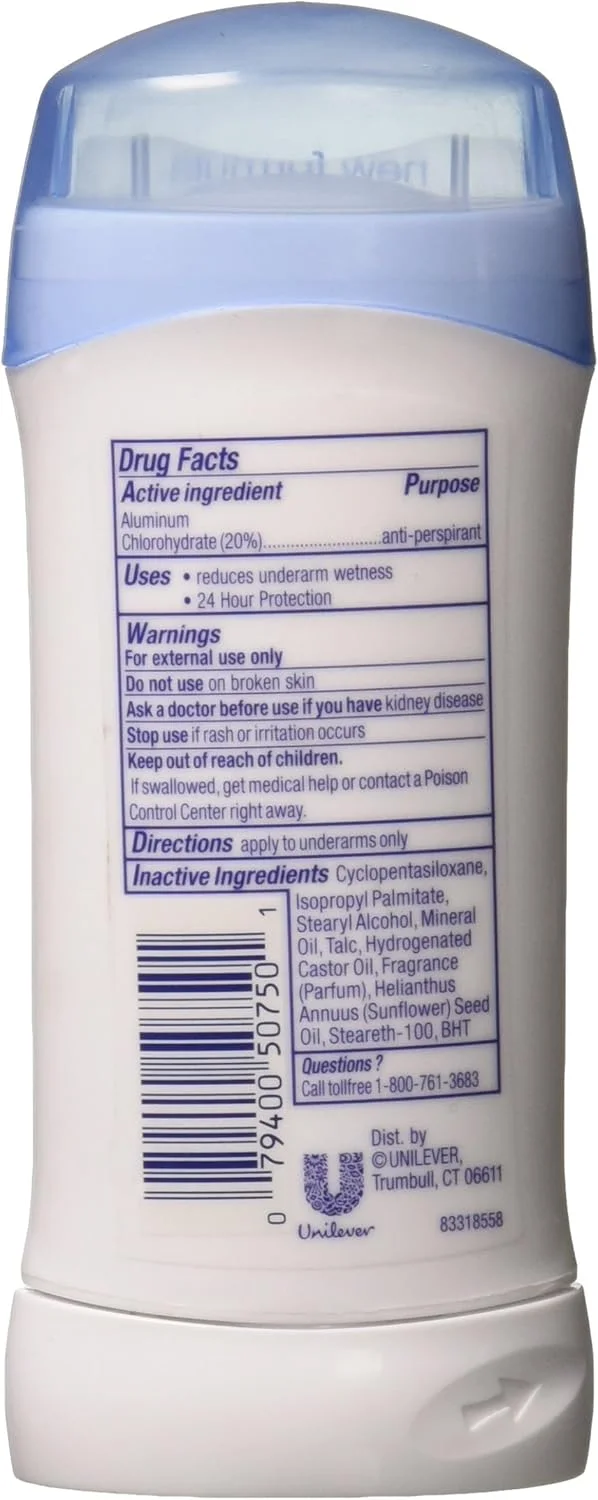 new formula
Drug Facts
Active ingredient Purpose
Aluminum
Chlorohydrate (20%)..............................anti-perspirant
Uses • reduces underarm wetness
• 24 Hour Protection
Warnings
For external use only
Do not use on broken skin
Ask a doctor before use if you have kidney disease
Stop use if rash or irritation occurs
Keep out of reach of children.
If swallowed, get medical help or contact a Poison
Control Center right away.
Directions apply to underarms only
Inactive Ingredients Cyclopentasiloxane,
Isopropyl Palmitate,
Stearyl Alcohol, Mineral
Oil, Talc, Hydrogenated
Castor Oil, Fragrance
(Parfum), Helianthus
Annuus (Sunflower) Seed
Oil, Steareth-100, BHT
Questions ?
Call tollfree 1-800-761-3683
0 79400 50750 1
Dist. by
©UNILEVER,
Trumbull, CT 06611
Unilever
83318558